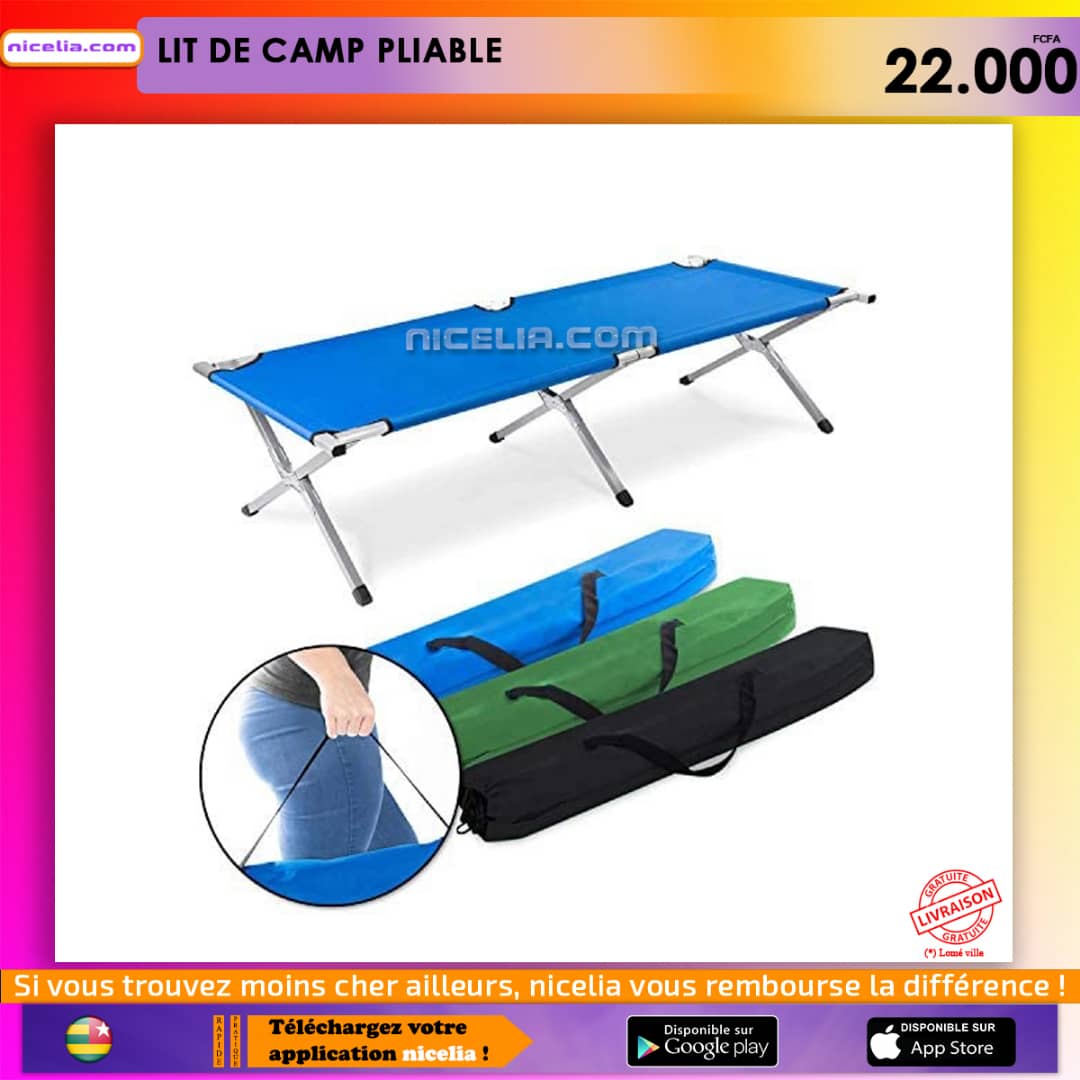 nicelia.com
LIT DE CAMP PLIABLE
FCFA
22.000
NICELIA.COM
GRATUITE
LIVRAISON
GRATUITE
(*) Lomé ville
Si vous trouvez moins cher ailleurs, nicelia vous rembourse la différence !
RAPIDE
PRATIQUE
Téléchargez votre
application nicelia !
Disponible sur
Google play
DISPONIBLE SUR
App Store